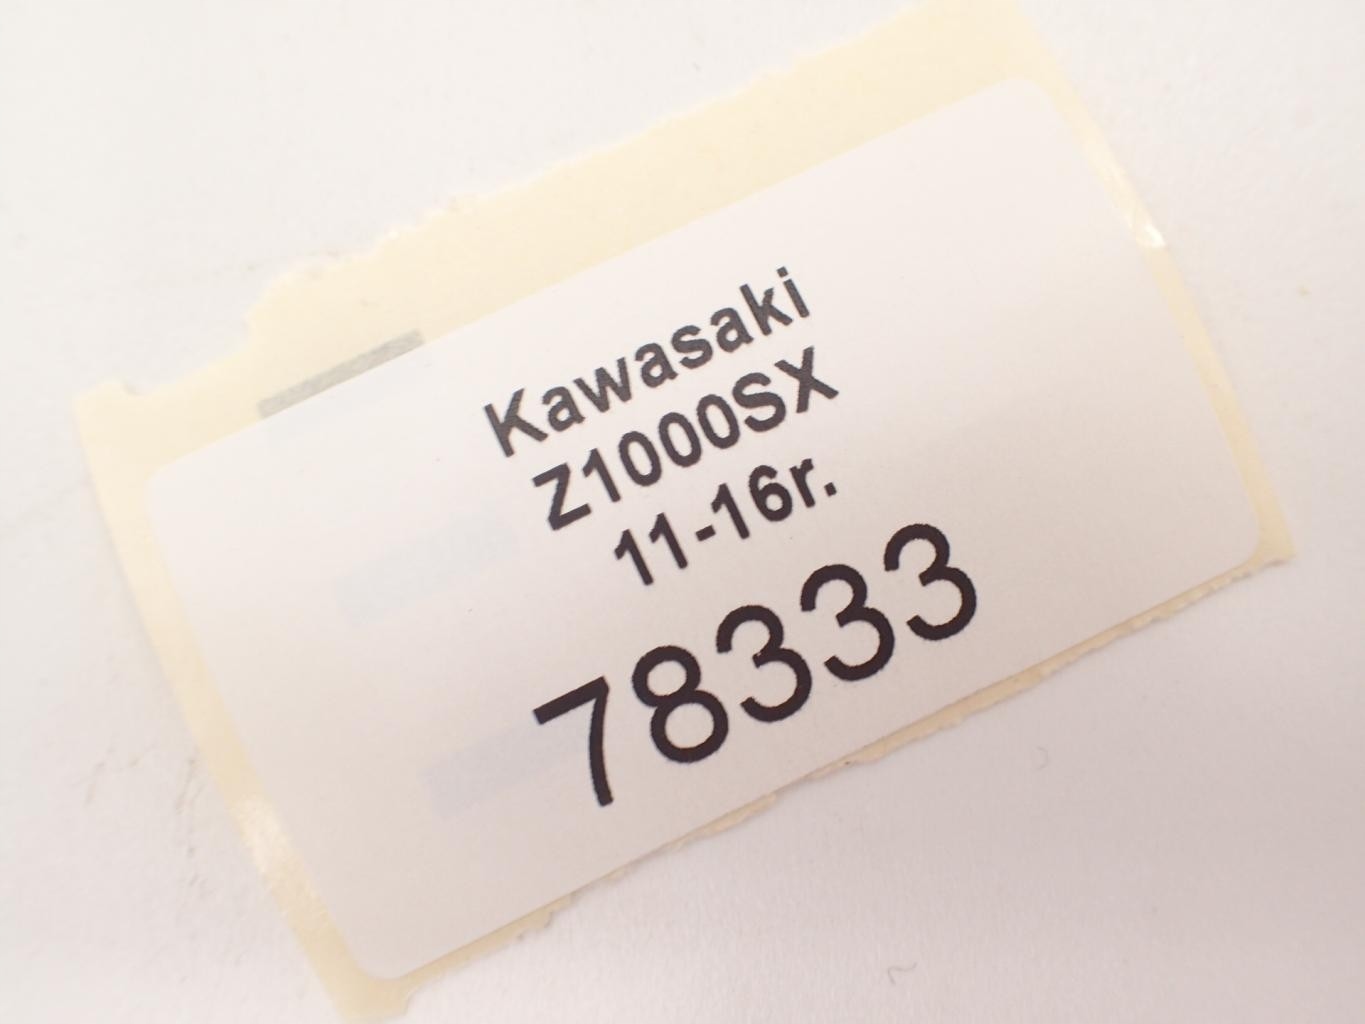 Kawasaki
Z1000SX
11-16r.
78333